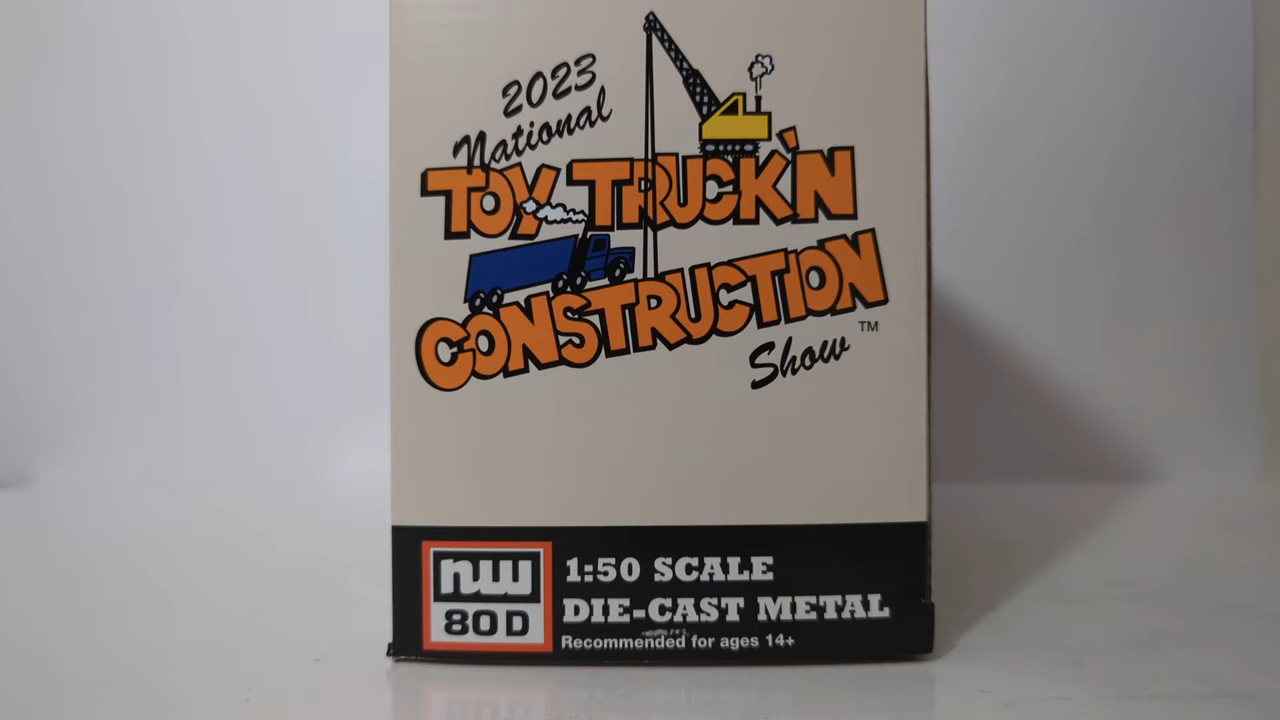 2023
National
TOY TRUCK'N
CONSTRUCTION
TM
Show
nw
80D
1:50 SCALE
DIE-CAST METAL
Recommended for ages 14+